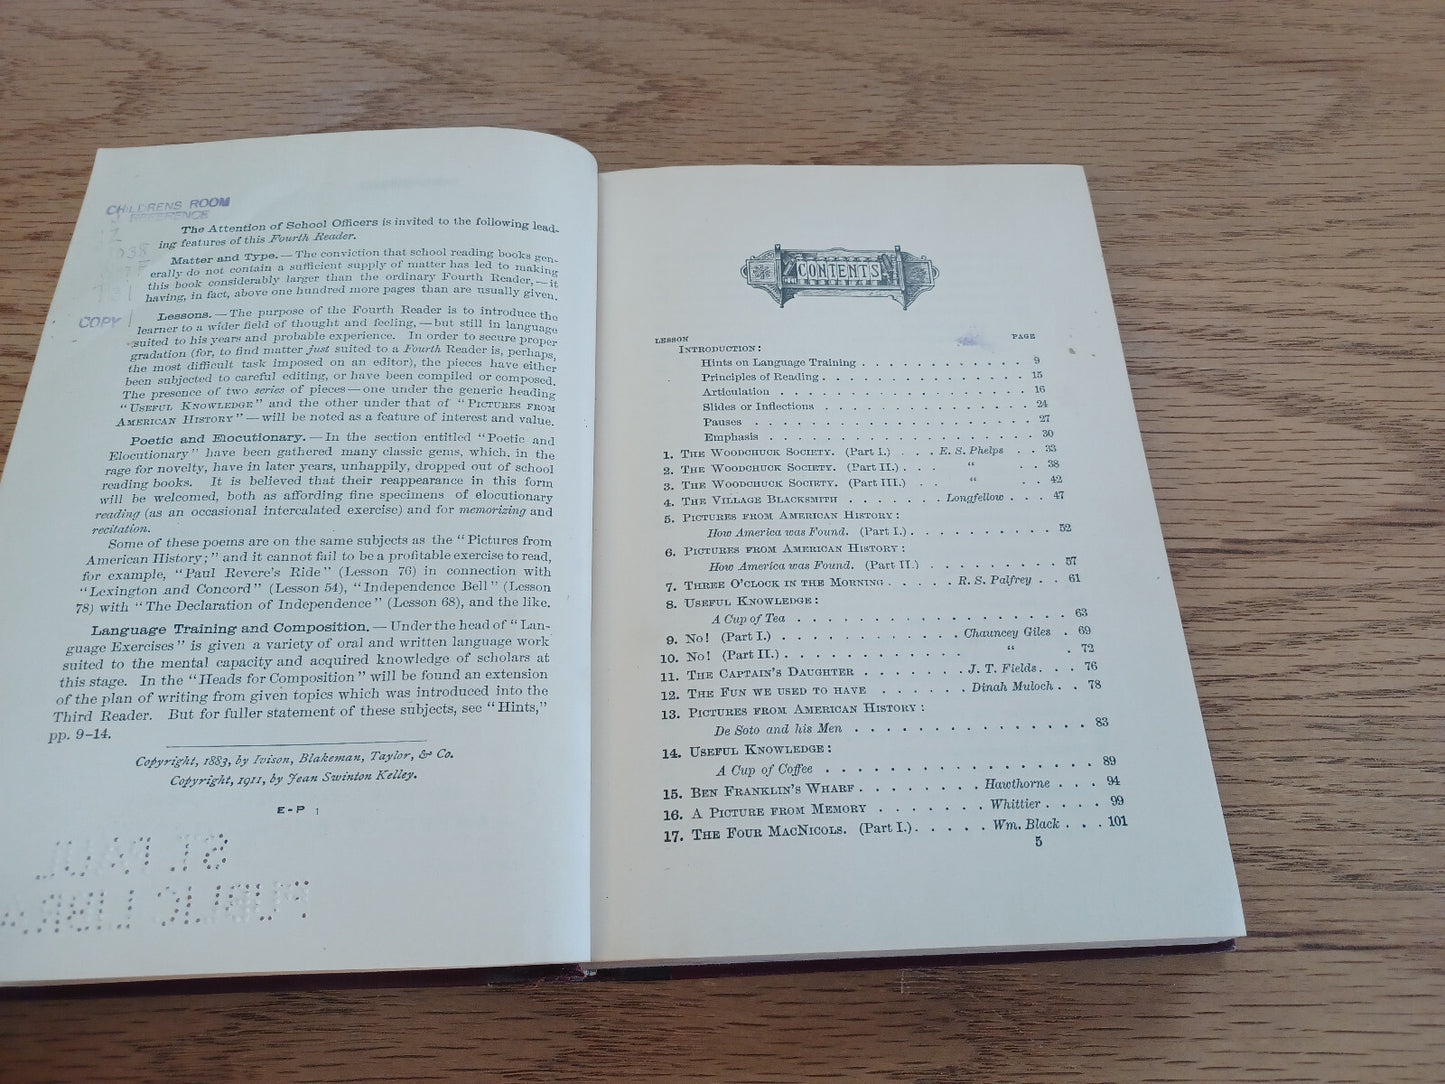 CHILDRENS ROOM
REFERENCE
COPY 1
The Attention of School Officers is invited to the following lead-
ing features of this Fourth Reader.
Matter and Type. — The conviction that school reading books gen-
erally do not contain a sufficient supply of matter has led to making
this book considerably larger than the ordinary Fourth Reader, — it
having, in fact, above one hundred more pages than are usually given.
Lessons. — The purpose of the Fourth Reader is to introduce the
learner to a wider field of thought and feeling, — but still in language
suited to his years and probable experience. In order to secure proper
gradation (for, to find matter just suited to a Fourth Reader is, perhaps,
the most difficult task imposed on an editor), the pieces have either
been subjected to careful editing, or have been compiled or composed.
The presence of two series of pieces — one under the generic heading
"USEFUL KNOWLEDGE" and the other under that of "PICTURES FROM
AMERICAN HISTORY" — will be noted as a feature of interest and value.
Poetic and Elocutionary. — In the section entitled "Poetic and
Elocutionary" have been gathered many classic gems, which, in the
rage for novelty, have in later years, unhappily, dropped out of school
reading books. It is believed that their reappearance in this form
will be welcomed, both as affording fine specimens of elocutionary
reading (as an occasional intercalated exercise) and for memorizing and
recitation.
Some of these poems are on the same subjects as the "Pictures from
American History;" and it cannot fail to be a profitable exercise to read,
for example, "Paul Revere's Ride" (Lesson 76) in connection with
"Lexington and Concord" (Lesson 54), "Independence Bell" (Lesson
78) with "The Declaration of Independence" (Lesson 68), and the like.
Language Training and Composition. — Under the head of "Lan-
guage Exercises" is given a variety of oral and written language work
suited to the mental capacity and acquired knowledge of scholars at
this stage. In the "Heads for Composition" will be found an extension
of the plan of writing from given topics which was introduced into the
Third Reader. But for fuller statement of these subjects, see "Hints,"
pp. 9-14.
Copyright, 1883, by Ivison, Blakeman, Taylor, & Co.
Copyright, 1911, by Jean Swinton Kelley.
E-P 1
ST. PAUL
PUBLIC
CONTENTS
LESSON PAGE
INTRODUCTION:
Hints on Language Training . . . . . . . . . . . . 9
Principles of Reading . . . . . . . . . . . . . . . 15
Articulation . . . . . . . . . . . . . . . . . . 16
Slides or Inflections . . . . . . . . . . . . . . . 24
Pauses . . . . . . . . . . . . . . . . . . . . 27
Emphasis . . . . . . . . . . . . . . . . . . . 30
1. THE WOODCHUCK SOCIETY. (Part I.) . . . E. S. Phelps . . 33
2. THE WOODCHUCK SOCIETY. (Part II.) . . . " . . 38
3. THE WOODCHUCK SOCIETY. (Part III.) . . " . . 42
4. THE VILLAGE BLACKSMITH . . . . . . . Longfellow . . . 47
5. PICTURES FROM AMERICAN HISTORY:
How America was Found. (Part I.) . . . . . . . . . . 52
6. PICTURES FROM AMERICAN HISTORY:
How America was Found. (Part II.) . . . . . . . . . . 57
7. THREE O'CLOCK IN THE MORNING . . . . . R. S. Palfrey . . 61
8. USEFUL KNOWLEDGE:
A Cup of Tea . . . . . . . . . . . . . . . . . . 63
9. NO! (Part I.) . . . . . . . . . . . . Chauncey Giles . 69
10. NO! (Part II.) . . . . . . . . . . . . " . 72
11. THE CAPTAIN'S DAUGHTER . . . . . . . J. T. Fields . . . 76
12. THE FUN WE USED TO HAVE . . . . . . Dinah Muloch . . 78
13. PICTURES FROM AMERICAN HISTORY:
De Soto and his Men . . . . . . . . . . . . . . . 83
14. USEFUL KNOWLEDGE:
A Cup of Coffee . . . . . . . . . . . . . . . . . 89
15. BEN FRANKLIN'S WHARF . . . . . . . . Hawthorne . . . 94
16. A PICTURE FROM MEMORY . . . . . . . Whittier . . . . 99
17. THE FOUR MACNICOLS. (Part I.) . . . . . Wm. Black . . . 101
5